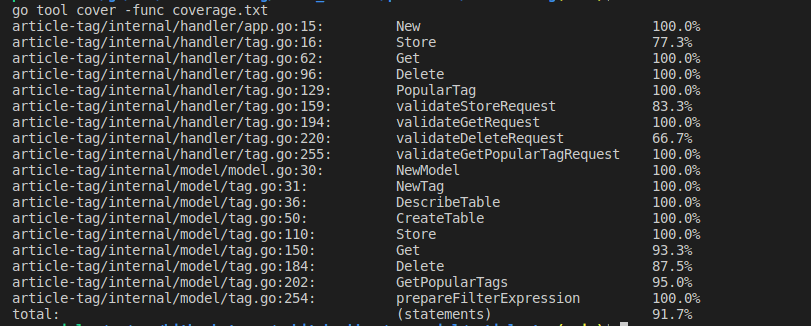 go tool cover -func coverage.txt
article-tag/internal/handler/app.go:15: New 100.0%
article-tag/internal/handler/tag.go:16: Store 77.3%
article-tag/internal/handler/tag.go:62: Get 100.0%
article-tag/internal/handler/tag.go:96: Delete 100.0%
article-tag/internal/handler/tag.go:129: PopularTag 100.0%
article-tag/internal/handler/tag.go:159: validateStoreRequest 83.3%
article-tag/internal/handler/tag.go:194: validateGetRequest 100.0%
article-tag/internal/handler/tag.go:220: validateDeleteRequest 66.7%
article-tag/internal/handler/tag.go:255: validateGetPopularTagRequest 100.0%
article-tag/internal/model/model.go:30: NewModel 100.0%
article-tag/internal/model/tag.go:31: NewTag 100.0%
article-tag/internal/model/tag.go:36: DescribeTable 100.0%
article-tag/internal/model/tag.go:50: CreateTable 100.0%
article-tag/internal/model/tag.go:110: Store 100.0%
article-tag/internal/model/tag.go:150: Get 93.3%
article-tag/internal/model/tag.go:184: Delete 87.5%
article-tag/internal/model/tag.go:202: GetPopularTags 95.0%
article-tag/internal/model/tag.go:254: prepareFilterExpression 100.0%
total: (statements) 91.7%